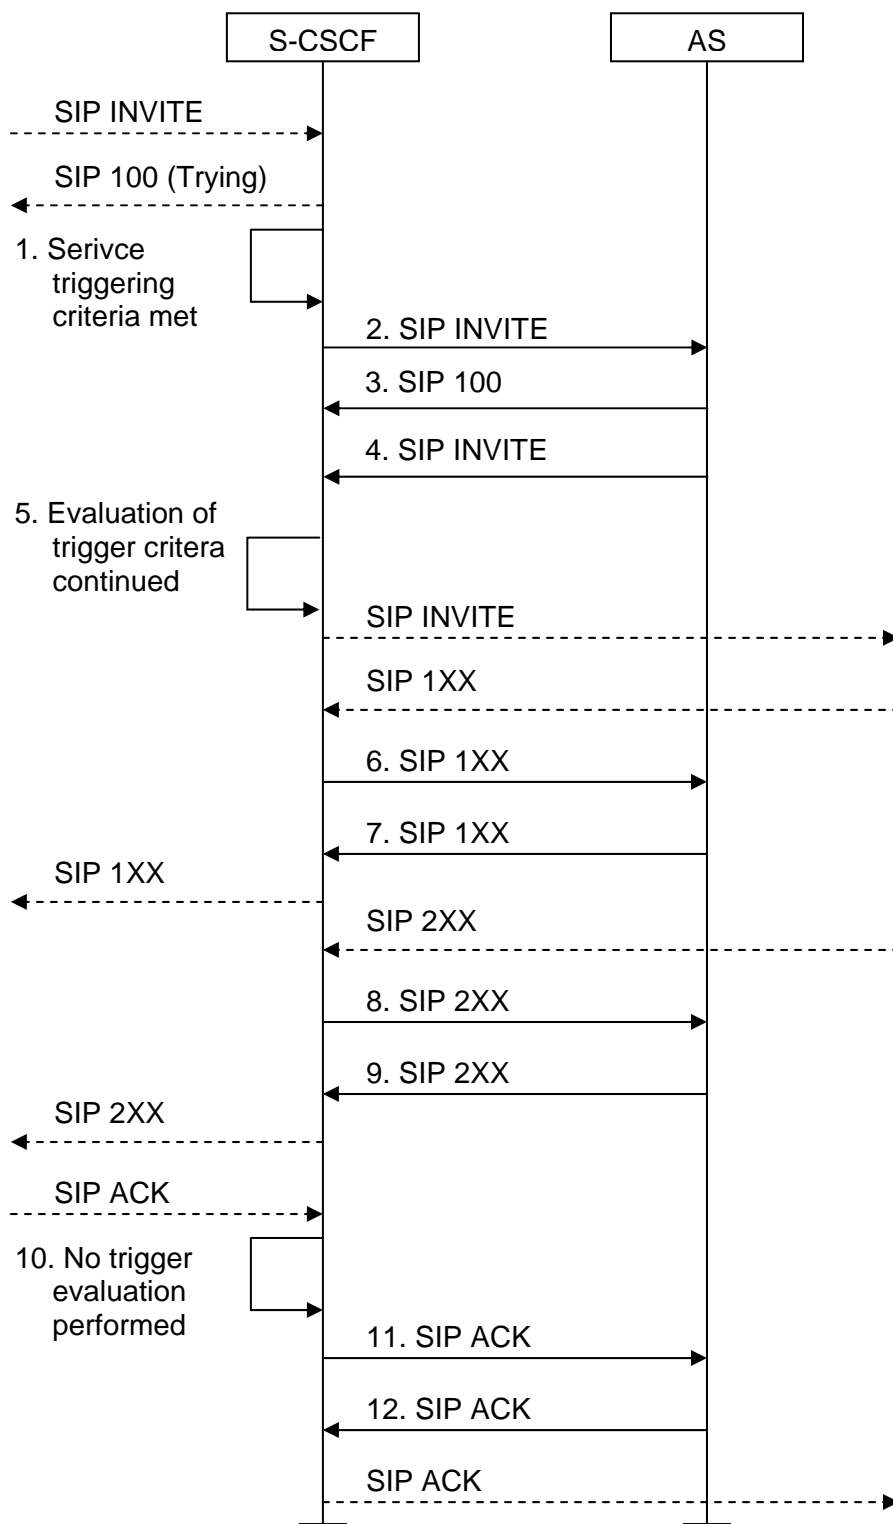 S-CSCF
AS
SIP INVITE
SIP 100 (Trying)
1. Serivce
triggering
criteria met
2. SIP INVITE
3. SIP 100
4. SIP INVITE
5. Evaluation of
trigger critera
continued
SIP INVITE
SIP 1XX
6. SIP 1XX
7. SIP 1XX
SIP 1XX
SIP 2XX
8. SIP 2XX
9. SIP 2XX
SIP 2XX
SIP ACK
10. No trigger
evaluation
performed
11. SIP ACK
12. SIP ACK
SIP ACK